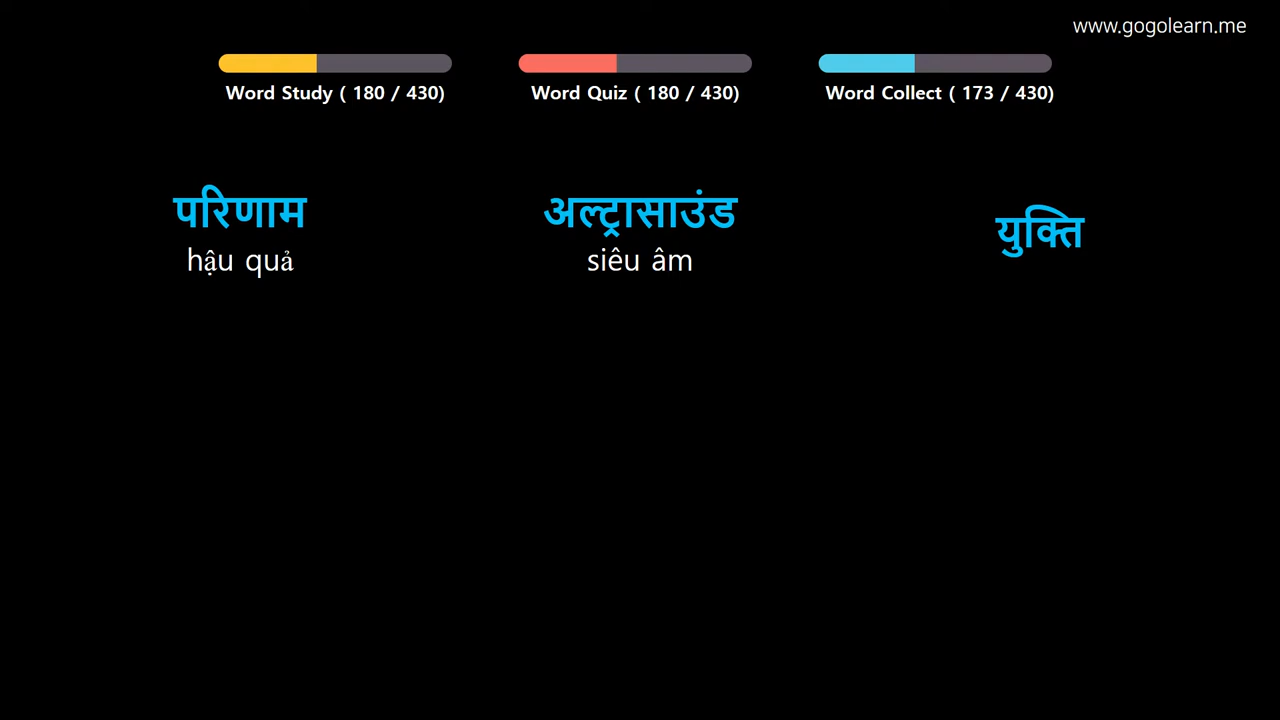 www.gogolearn.me
Word Study ( 180 / 430)
Word Quiz ( 180 / 430)
Word Collect ( 173 / 430)
परिणाम
hậu quả
अल्ट्रासाउंड
siêu âm
युक्ति